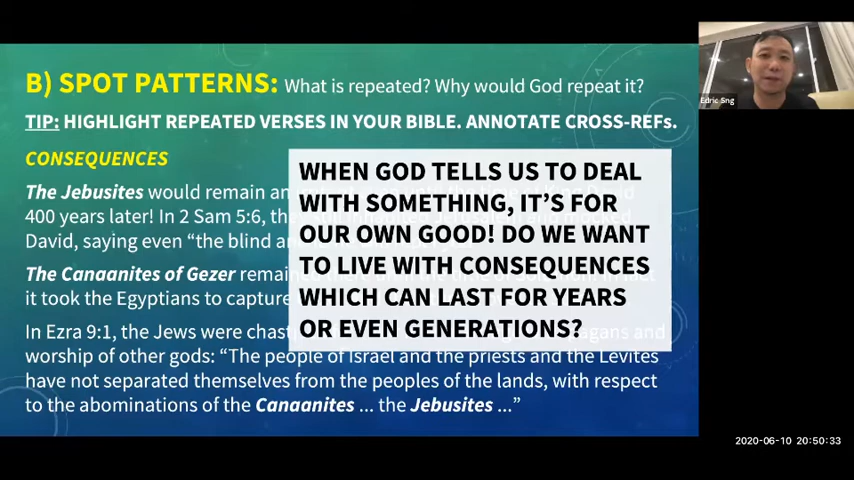 B) SPOT PATTERNS: What is repeated? Why would God repeat it?
TIP: HIGHLIGHT REPEATED VERSES IN YOUR BIBLE. ANNOTATE CROSS-REFs.
CONSEQUENCES
The Jebusites would remain
400 years later! In 2 Sam 5:6,
David, saying even “the blind
The Canaanites of Gezer
it took the Egyptians to capture
In Ezra 9:1, the Jews were and
worship of other gods: “The people of Israel and the priests and the Levites
have not separated themselves from the peoples of the lands, with respect
to the abominations of the Canaanites ... the Jebusites ...”
WHEN GOD TELLS US TO DEAL
WITH SOMETHING, IT’S FOR
OUR OWN GOOD! DO WE WANT
TO LIVE WITH CONSEQUENCES
WHICH CAN LAST FOR YEARS
OR EVEN GENERATIONS?
Edric Sng
2020-06-10 20:50:33